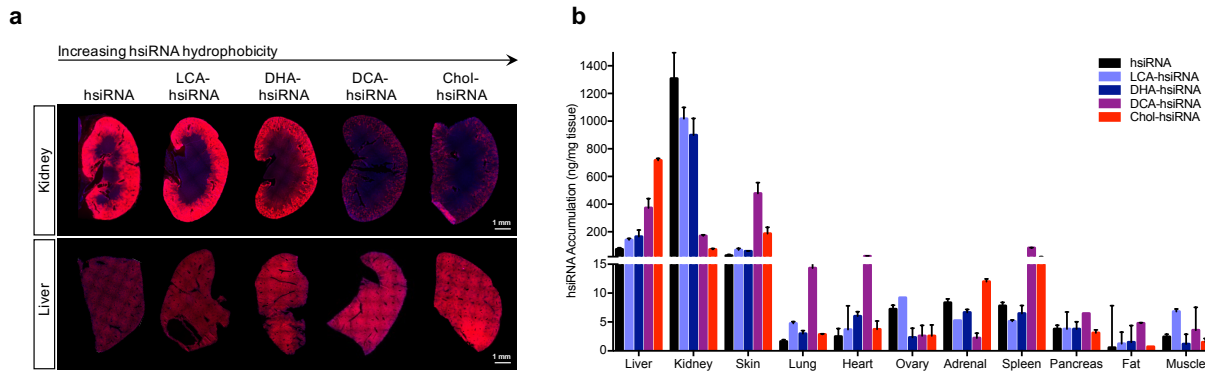 a
Increasing hsiRNA hydrophobicity
hsiRNA
LCA-
hsiRNA
DHA-
hsiRNA
DCA-
hsiRNA
Chol-
hsiRNA
Kidney
1 mm
Liver
1 mm
b
hsiRNA Accumulation (ng/mg tissue)
1400
1200
1000
800
600
400
200
15
10
5
0
hsiRNA
LCA-hsiRNA
DHA-hsiRNA
DCA-hsiRNA
Chol-hsiRNA
Liver Kidney Skin Lung Heart Ovary Adrenal Spleen Pancreas Fat Muscle